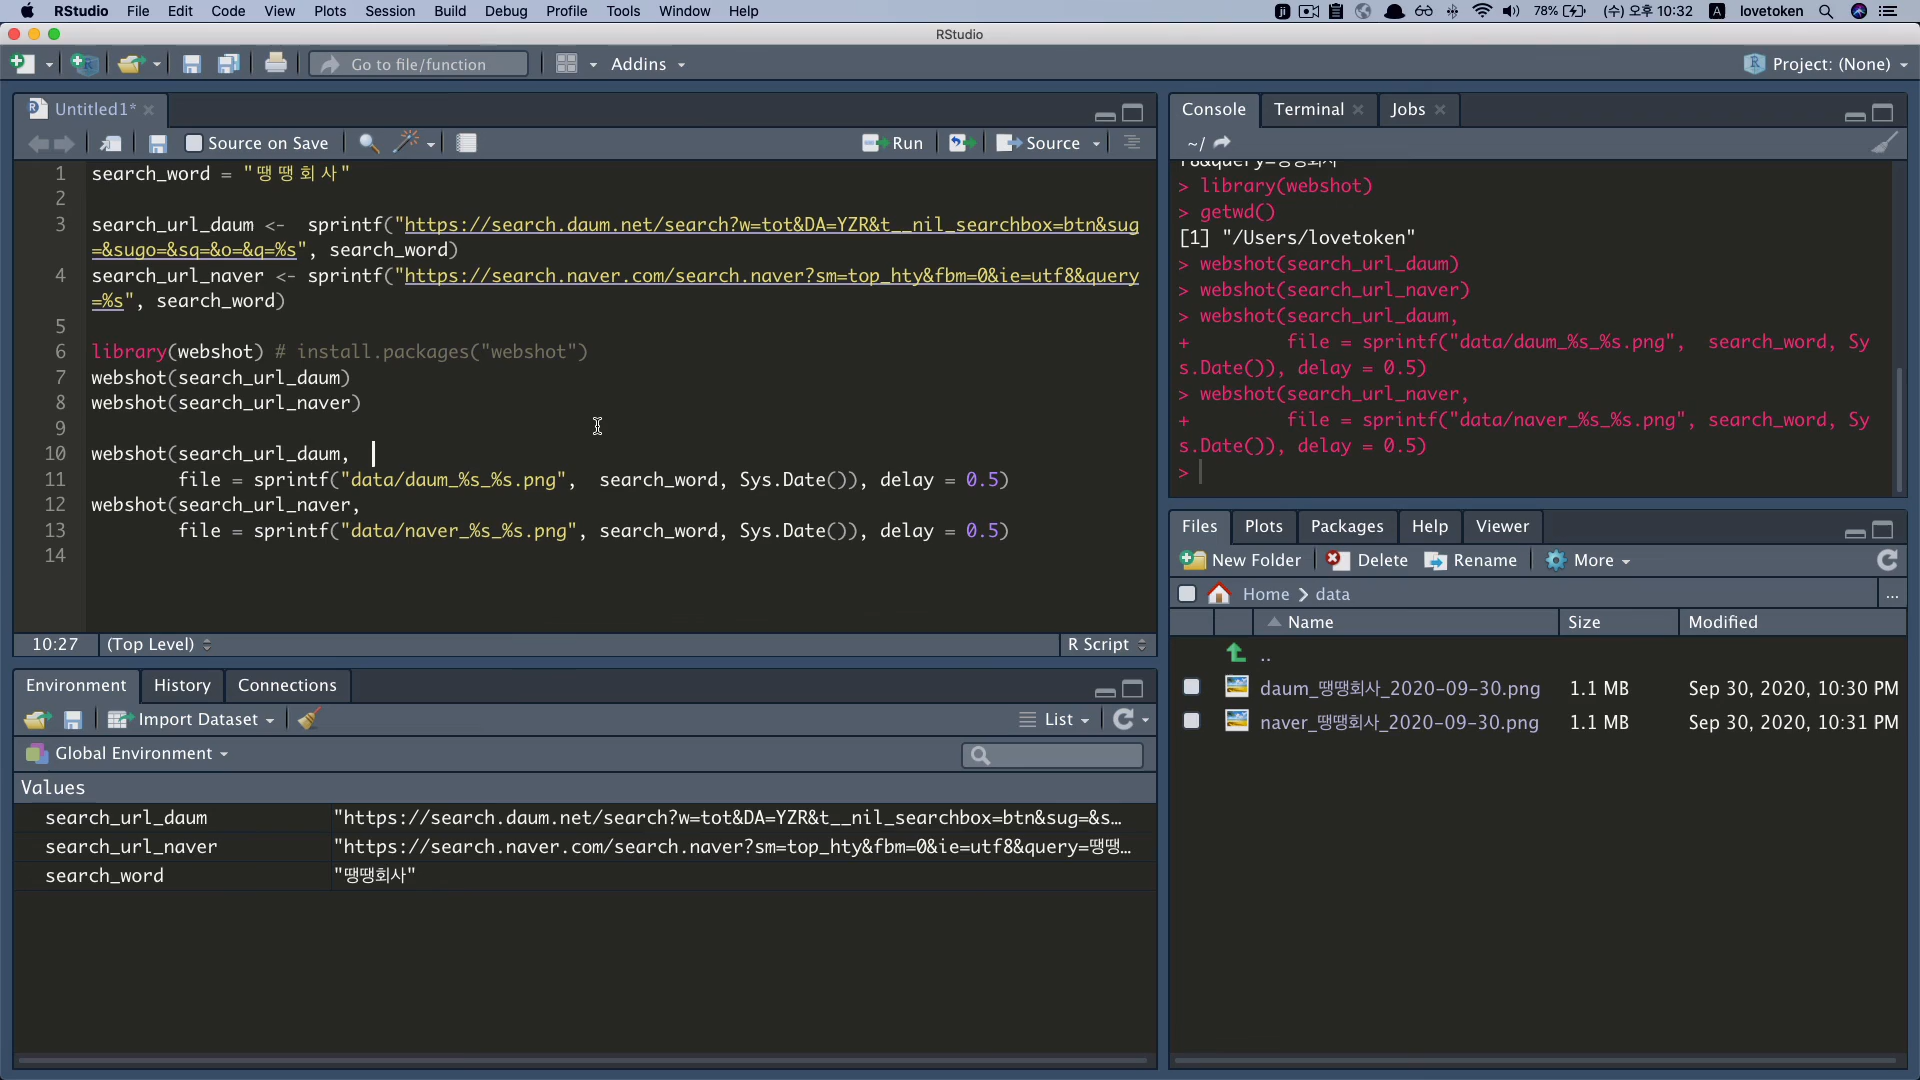 RStudio File Edit Code View Plots Session Build Debug Profile Tools Window Help 78% (수) 오후 10:32 A lovetoken
RStudio
Go to file/function Addins Project: (None)
Untitled1*
Source on Save Run Source
1 search_word = "땡땡회사"
2
3 search_url_daum <- sprintf("https://search.daum.net/search?w=tot&DA=YZR&t__nil_searchbox=btn&sug
=&sugo=&sq=&o=&q=%s", search_word)
4 search_url_naver <- sprintf("https://search.naver.com/search.naver?sm=top_hty&fbm=0&ie=utf8&query
=%s", search_word)
5
6 library(webshot) # install.packages("webshot")
7 webshot(search_url_daum)
8 webshot(search_url_naver)
9
10 webshot(search_url_daum,
11 file = sprintf("data/daum_%s_%s.png", search_word, Sys.Date()), delay = 0.5)
12 webshot(search_url_naver,
13 file = sprintf("data/naver_%s_%s.png", search_word, Sys.Date()), delay = 0.5)
14
10:27 (Top Level) R Script
Console Terminal Jobs
~/
f8&query=땡땡회사"
> library(webshot)
> getwd()
[1] "/Users/lovetoken"
> webshot(search_url_daum)
> webshot(search_url_naver)
> webshot(search_url_daum,
+ file = sprintf("data/daum_%s_%s.png", search_word, Sy
s.Date()), delay = 0.5)
> webshot(search_url_naver,
+ file = sprintf("data/naver_%s_%s.png", search_word, Sy
s.Date()), delay = 0.5)
>
Environment History Connections
Import Dataset List
Global Environment
Values
search_url_daum "https://search.daum.net/search?w=tot&DA=YZR&t__nil_searchbox=btn&sug=&s…
search_url_naver "https://search.naver.com/search.naver?sm=top_hty&fbm=0&ie=utf8&query=땡땡…
search_word "땡땡회사"
Files Plots Packages Help Viewer
New Folder Delete Rename More
Home data ...
Name Size Modified
..
daum_땡땡회사_2020-09-30.png 1.1 MB Sep 30, 2020, 10:30 PM
naver_땡땡회사_2020-09-30.png 1.1 MB Sep 30, 2020, 10:31 PM